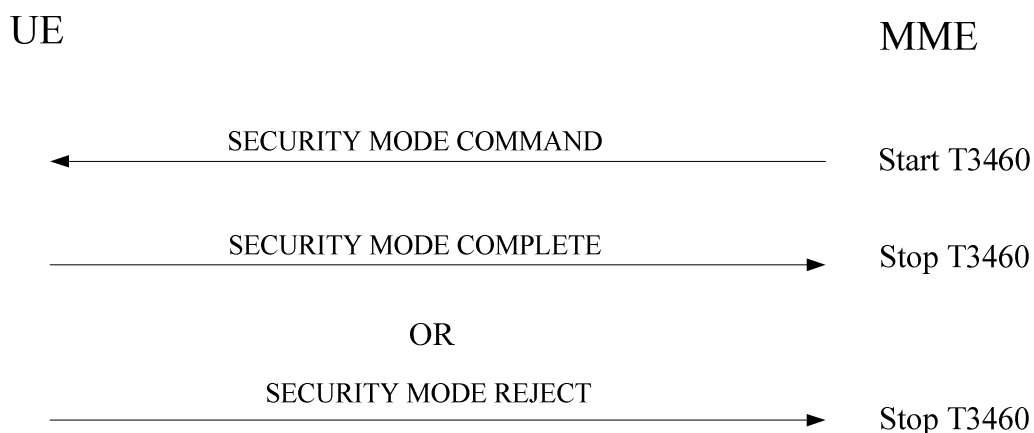 UE
MME
SECURITY MODE COMMAND
Start T3460
SECURITY MODE COMPLETE
Stop T3460
OR
SECURITY MODE REJECT
Stop T3460